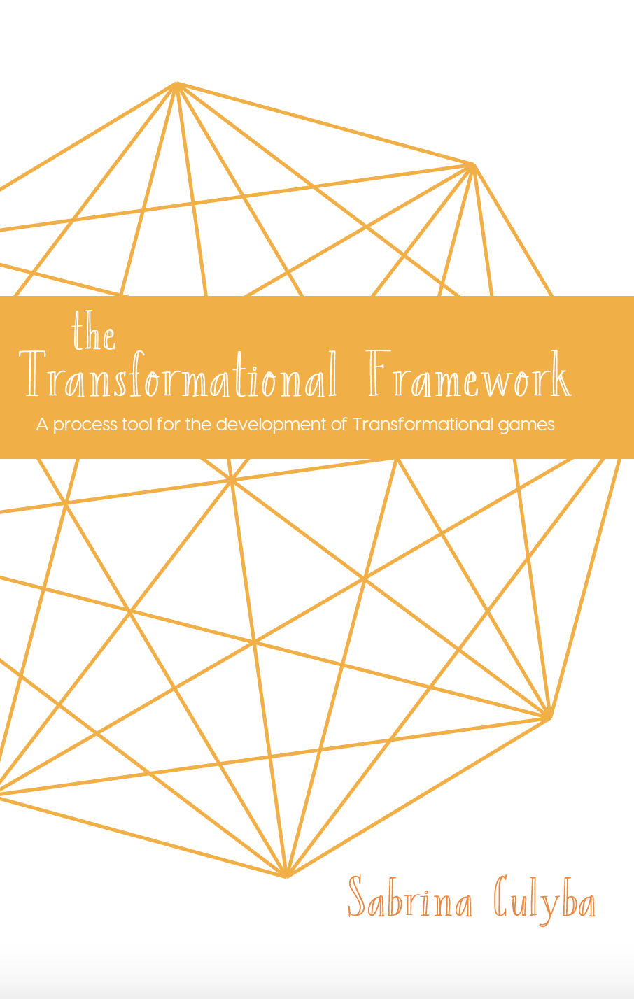 the
Transformational Framework
A process tool for the development of Transformational games
Sabrina Culyba